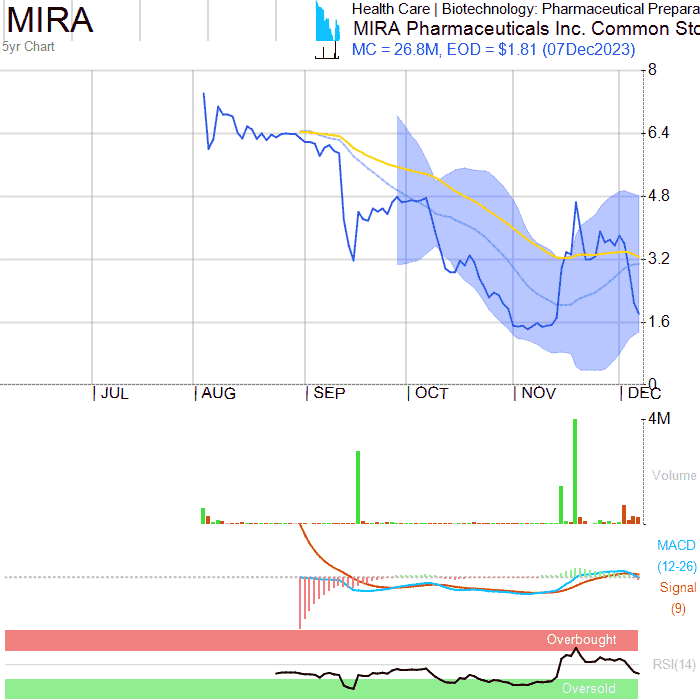 MIRA
5yr Chart
Health Care | Biotechnology: Pharmaceutical Prepara
MIRA Pharmaceuticals Inc. Common Sto
MC = 26.8M, EOD = $1.81 (07Dec2023)
8
6.4
4.8
3.2
1.6
0
JUL AUG SEP OCT NOV DEC
4M
Volume
MACD
(12-26)
Signal
(9)
Overbought
RSI(14)
Oversold